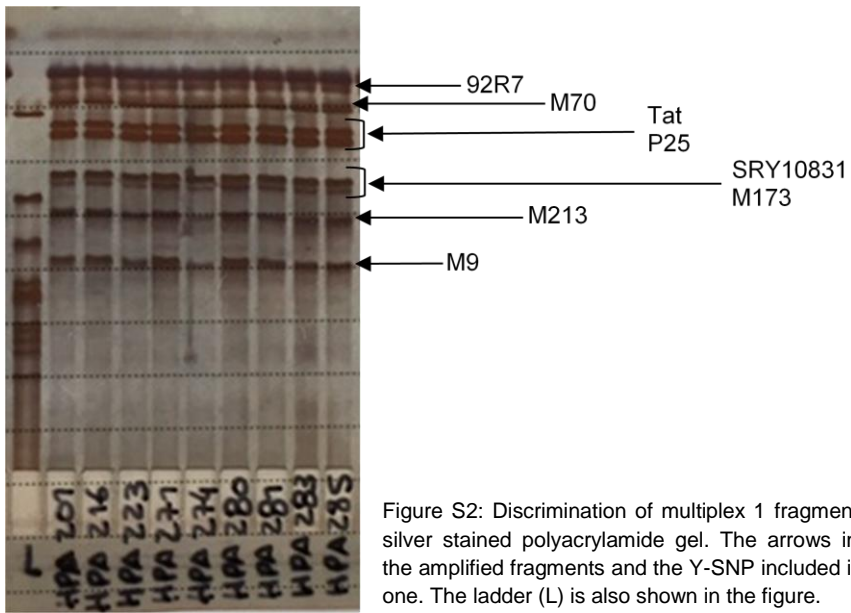 92R7
M70
Tat
P25
SRY10831
M173
M213
M9
L
HPA 201
HPA 216
HPA 223
HPA 271
HPA 274
HPA 280
HPA 281
HPA 283
HPA 285
Figure S2: Discrimination of multiplex 1 fragmen
silver stained polyacrylamide gel. The arrows in
the amplified fragments and the Y-SNP included i
one. The ladder (L) is also shown in the figure.